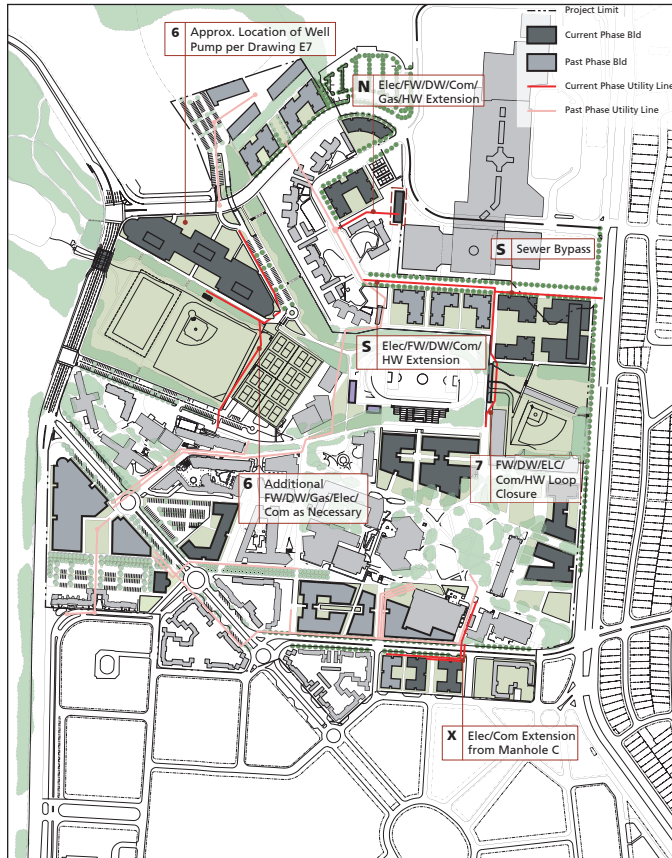 Project Limit
Current Phase Bld
Past Phase Bld
Current Phase Utility Line
Past Phase Utility Line
6 Approx. Location of Well
Pump per Drawing E7
N Elec/FW/DW/Com/
Gas/HW Extension
S Sewer Bypass
S Elec/FW/DW/Com/
HW Extension
6 Additional
FW/DW/Gas/Elec/
Com as Necessary
7 FW/DW/ELC/
Com/HW Loop
Closure
X Elec/Com Extension
from Manhole C